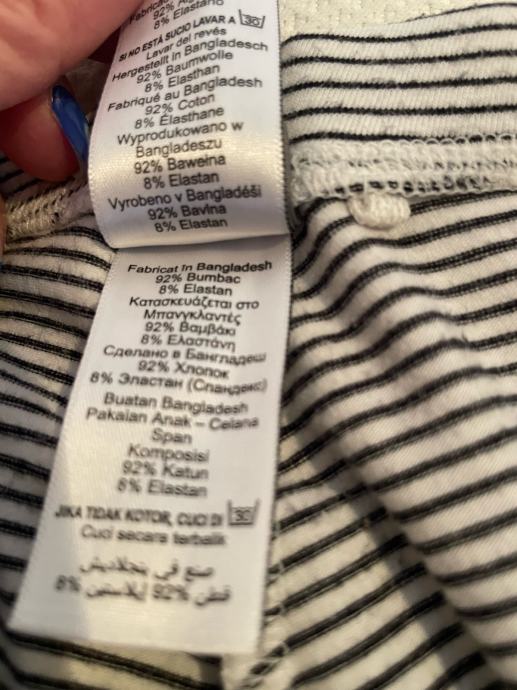 Fabricado
92% Al
8% Elastano
SI NO ESTÁ SUCIO LAVAR A 30
Lavar del revés
Hergestellt in Bangladesch
92% Baumwolle
8% Elasthan
Fabriqué au Bangladesh
92% Coton
8% Élasthane
Wyprodukowano w
Bangladeszu
92% Bawełna
8% Elastan
Vyrobeno v Bangladéši
92% Bavlna
8% Elastan
Fabricat în Bangladesh
92% Bumbac
8% Elastan
Κατασκευάζεται στο
Μπανγκλαντές
92% Βαμβάκι
8% Ελαστάνη
Сделано в Бангладеш
92% Хлопок
8% Эластан (Спандекс)
Buatan Bangladesh
Pakaian Anak – Celana
Span
Komposisi
92% Katun
8% Elastan
JIKA TIDAK KOTOR, CUCI DI 30
Cuci secara terbalik
صنع في بنجلاديش
قطن 92% إيلاستين 8%